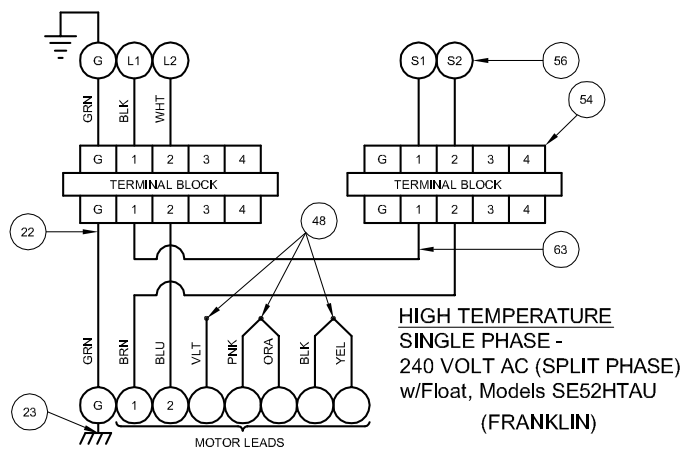 G L1 L2 S1 S2 56
GRN BLK WHT 54
G 1 2 3 4 G 1 2 3 4
TERMINAL BLOCK TERMINAL BLOCK
G 1 2 3 4 G 1 2 3 4
22 48 63
GRN BRN BLU VLT PNK ORA BLK YEL
HIGH TEMPERATURE
SINGLE PHASE -
240 VOLT AC (SPLIT PHASE)
w/Float, Models SE52HTAU
(FRANKLIN)
23 G 1 2
MOTOR LEADS